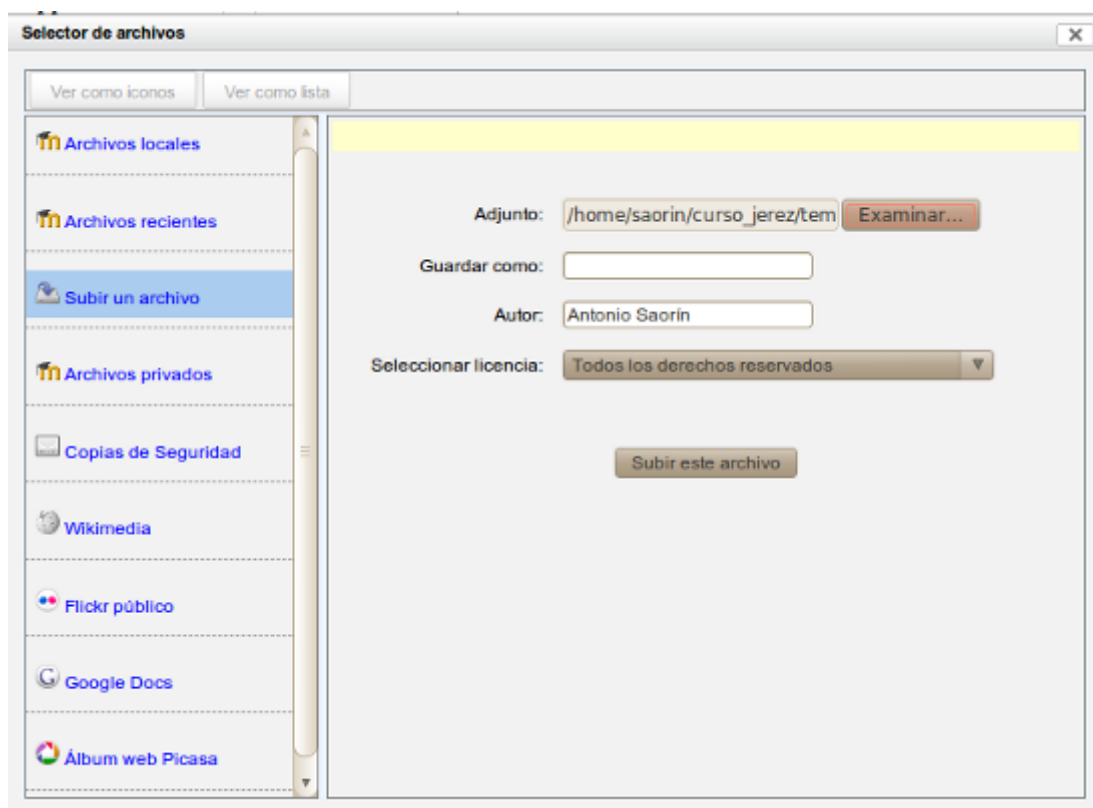 Selector de archivos
Ver como iconos Ver como lista
Archivos locales
Archivos recientes
Subir un archivo
Archivos privados
Copias de Seguridad
Wikimedia
Flickr público
Google Docs
Álbum web Picasa
Adjunto: /home/saorin/curso_jerez/tem Examinar...
Guardar como:
Autor: Antonio Saorín
Seleccionar licencia: Todos los derechos reservados
Subir este archivo